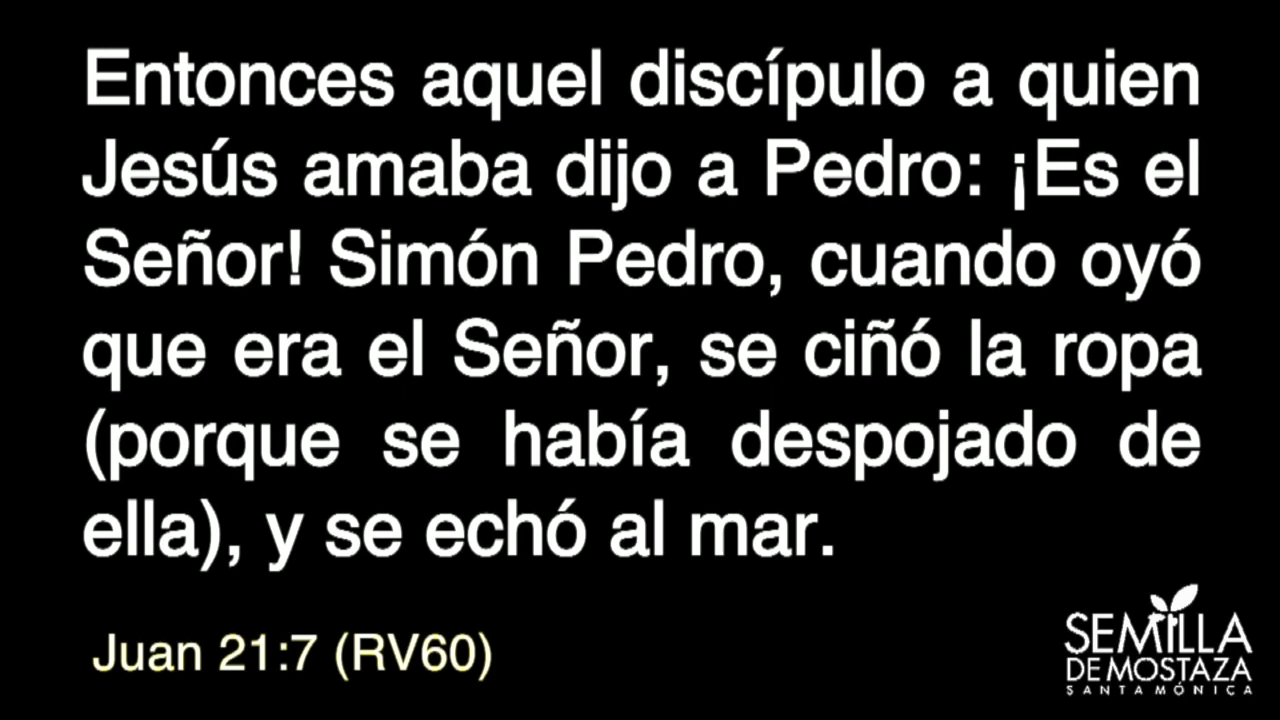 Entonces aquel discípulo a quien
Jesús amaba dijo a Pedro: ¡Es el
Señor! Simón Pedro, cuando oyó
que era el Señor, se ciñó la ropa
(porque se había despojado de
ella), y se echó al mar.
Juan 21:7 (RV60)
SEMILLA
DE MOSTAZA
SANTA MÓNICA